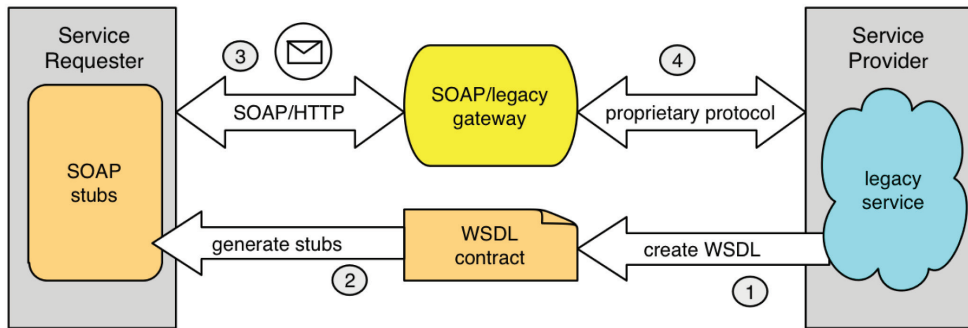 Service
Requester
3
SOAP/HTTP
SOAP/legacy
gateway
4
proprietary protocol
Service
Provider
SOAP
stubs
legacy
service
generate stubs
2
WSDL
contract
create WSDL
1